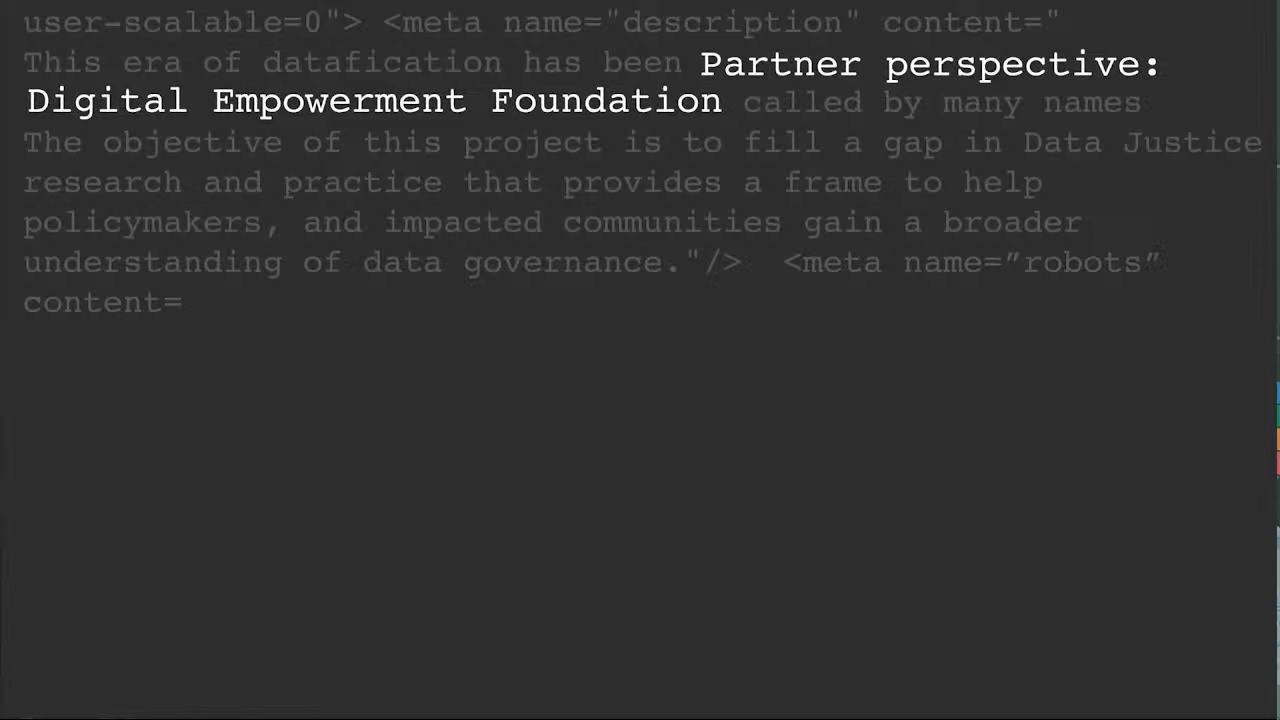 user-scalable=0"> <meta name="description" content="
This era of datafication has been Partner perspective:
Digital Empowerment Foundation called by many names
The objective of this project is to fill a gap in Data Justice
research and practice that provides a frame to help
policymakers, and impacted communities gain a broader
understanding of data governance."/> <meta name=”robots”
content=